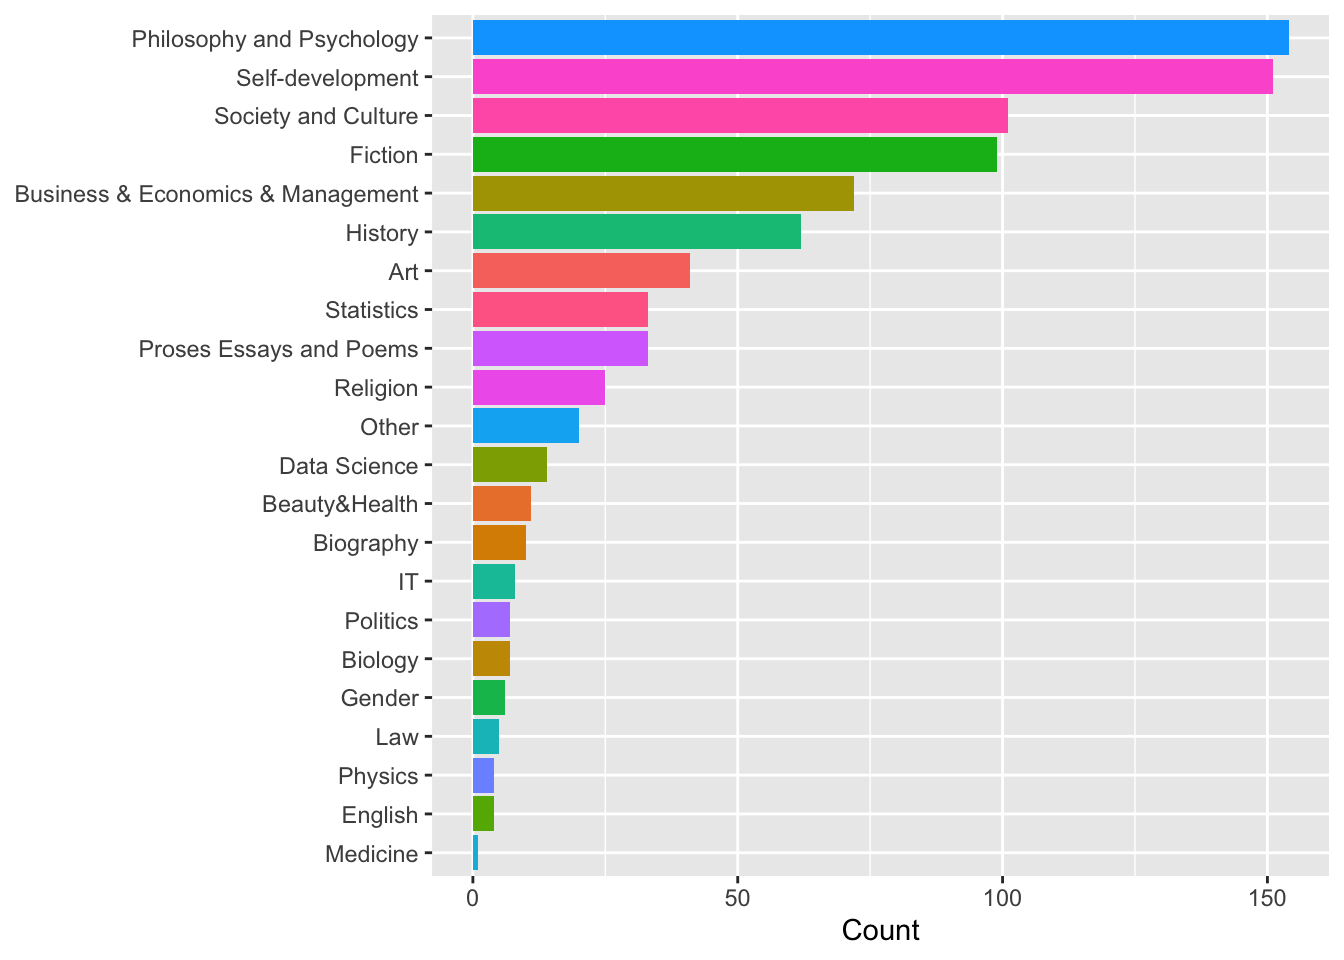 Philosophy and Psychology
Self-development
Society and Culture
Fiction
Business & Economics & Management
History
Art
Statistics
Proses Essays and Poems
Religion
Other
Data Science
Beauty&Health
Biography
IT
Politics
Biology
Gender
Law
Physics
English
Medicine
0 50 100 150
Count